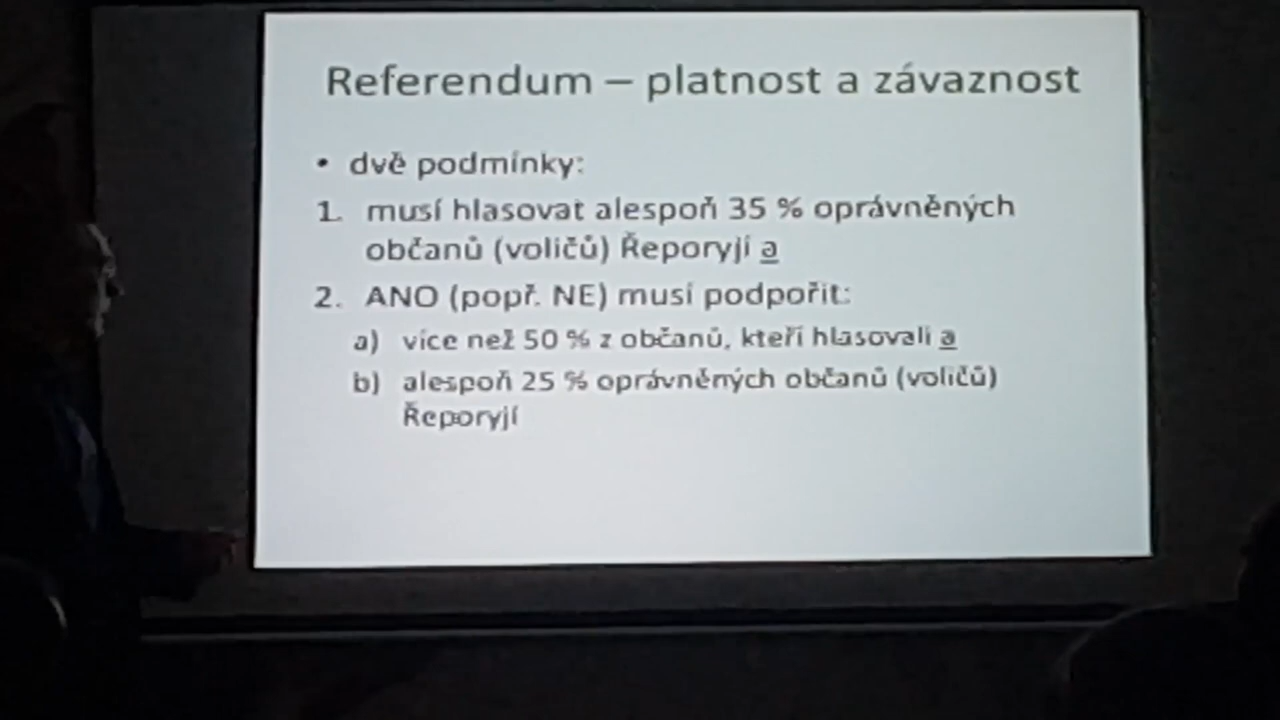 Referendum – platnost a závaznost
• dvě podmínky:
1. musí hlasovat alespoň 35 % oprávněných
občanů (voličů) Řeporyjí a
2. ANO (popř. NE) musí podpořit:
a) více než 50 % z občanů, kteří hlasovali a
b) alespoň 25 % oprávněných občanů (voličů)
Řeporyjí